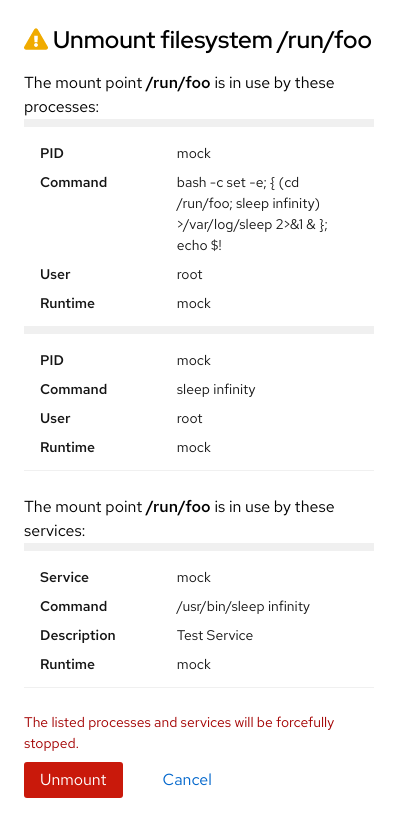 Unmount filesystem /run/foo
The mount point /run/foo is in use by these
processes:
PID mock
Command bash -c set -e; { (cd
/run/foo; sleep infinity)
>/var/log/sleep 2>&1 & };
echo $!
User root
Runtime mock
PID mock
Command sleep infinity
User root
Runtime mock
The mount point /run/foo is in use by these
services:
Service mock
Command /usr/bin/sleep infinity
Description Test Service
Runtime mock
The listed processes and services will be forcefully
stopped.
Unmount Cancel